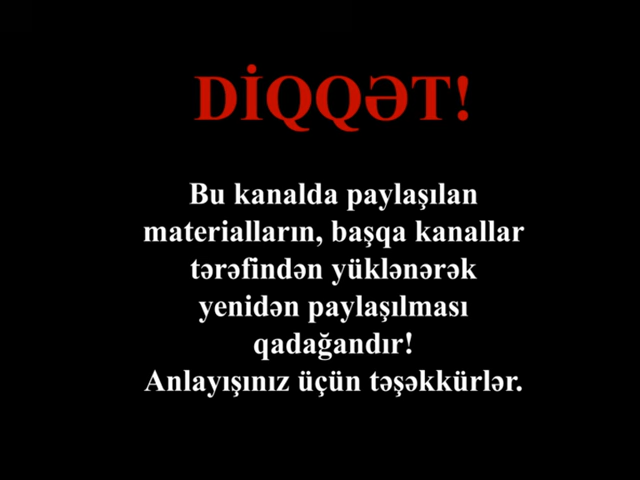 DİQQƏT!
Bu kanalda paylaşılan
materialların, başqa kanallar
tərəfindən yüklənərək
yenidən paylaşılması
qadağandır!
Anlayışınız üçün təşəkkürlər.